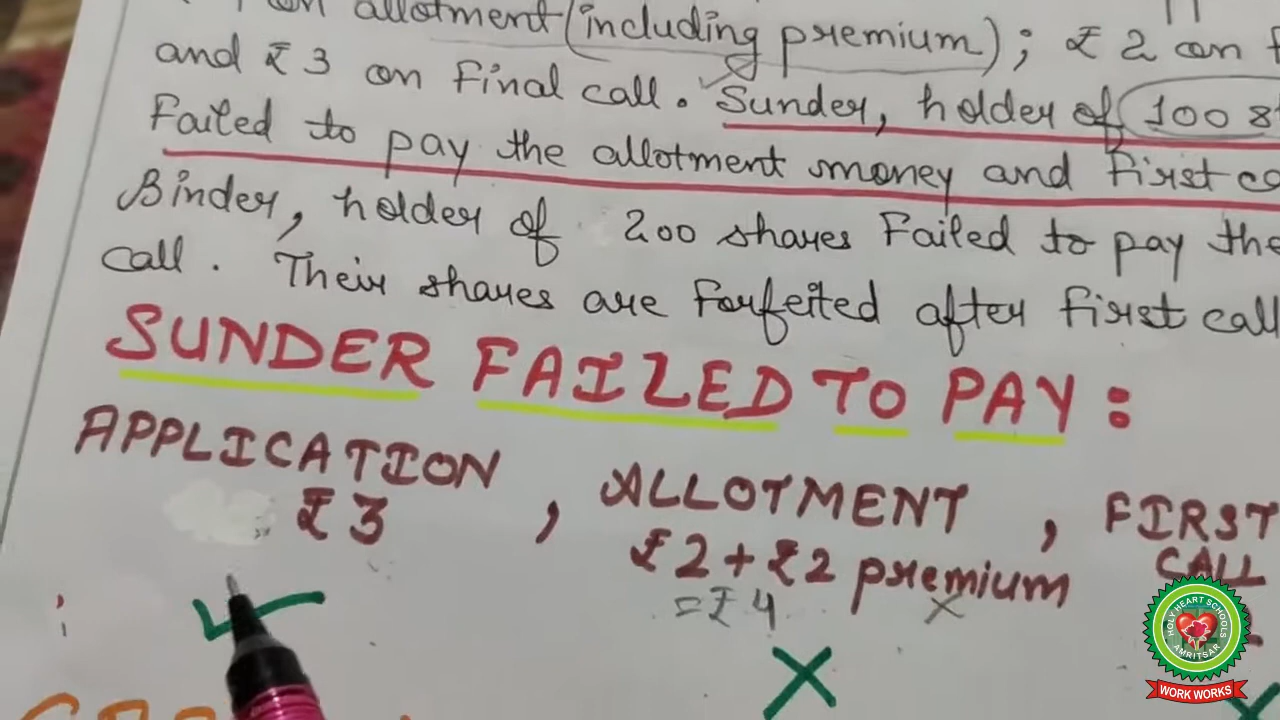 on allotment (including premium); ₹ 2 on
and ₹ 3 on Final call. Sunder, holder of 100
Failed to pay the allotment money and First
Binder, holder of 200 shares Failed to pay the
call. Their shares are Forfeited after First call
SUNDER FAILED TO PAY:
APPLICATION, ALLOTMENT, FIRST
₹3 ₹2+₹2 premium CALL
=₹4
HOLY HEART SCHOOLS
AMRITSAR
WORK WORKS